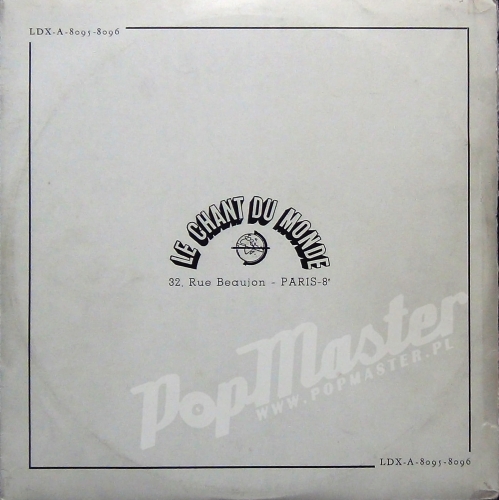 LDX-A-8095-8096
LE CHANT DU MONDE
32, Rue Beaujon - PARIS-8e
PopMaster
WWW.POPMASTER.PL
LDX-A-8095-8096